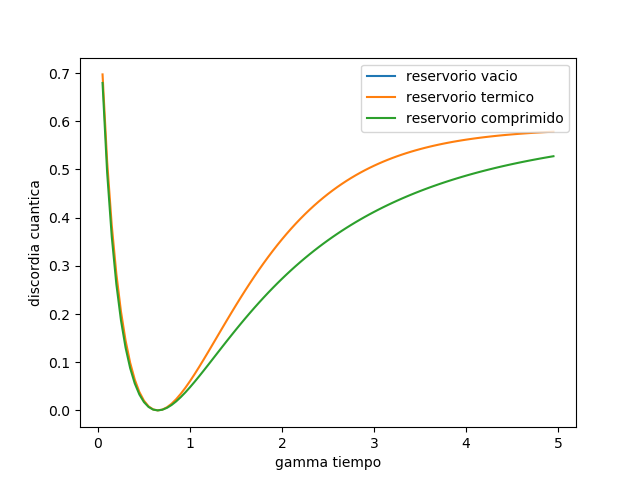 reservorio vacio
reservorio termico
reservorio comprimido
0.7
0.6
0.5
0.4
0.3
0.2
0.1
0.0
discordia cuantica
0 1 2 3 4 5
gamma tiempo